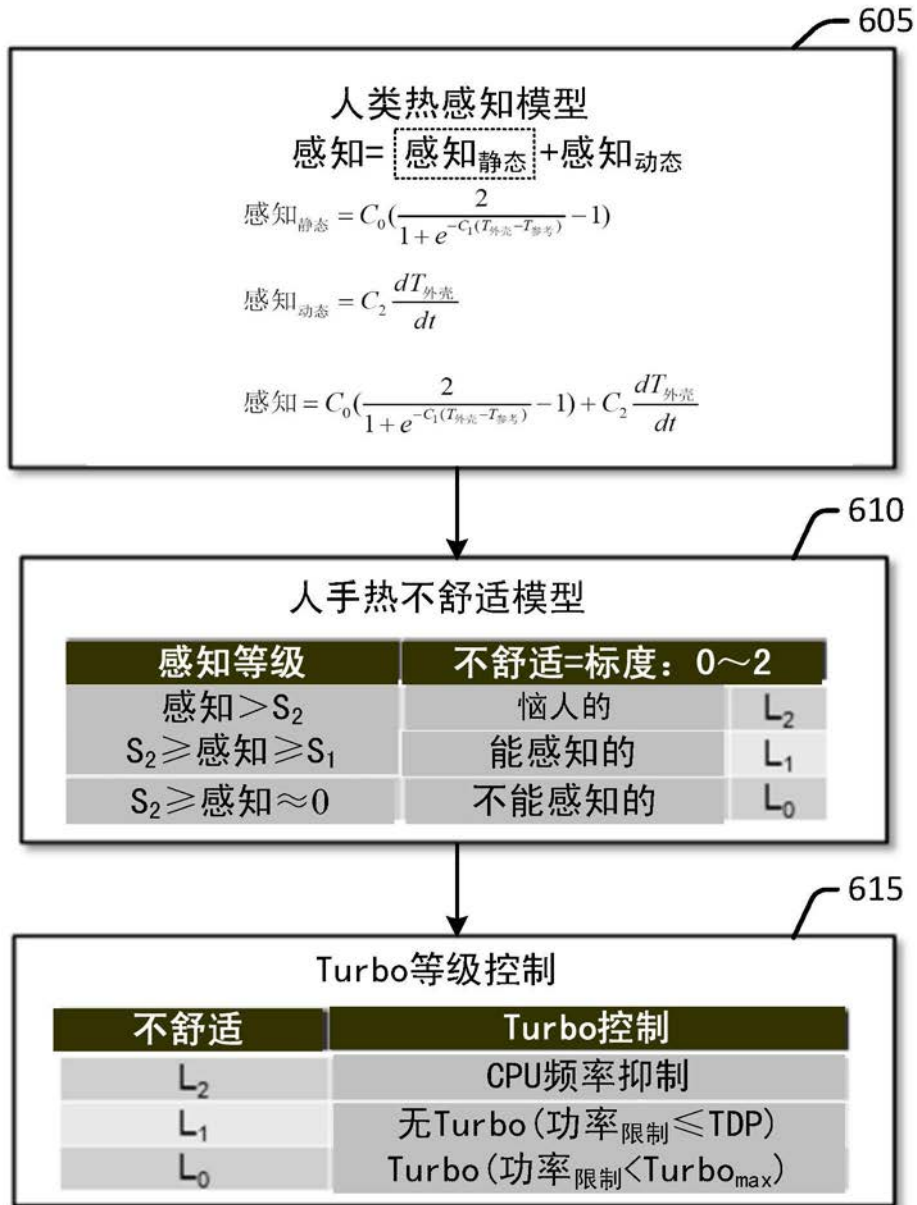 605
人类热感知模型
感知=感知静态+感知动态
感知静态 = C₀(2/(1+e^(-C₁(T外壳-T参考)))-1)
感知动态 = C₂ dT外壳/dt
感知 = C₀(2/(1+e^(-C₁(T外壳-T参考)))-1)+C₂ dT外壳/dt
610
人手热不舒适模型
感知等级 不舒适=标度：0～2
感知＞S₂ 恼人的 L₂
S₂≥感知≥S₁ 能感知的 L₁
S₂≥感知≈0 不能感知的 L₀
615
Turbo等级控制
不舒适 Turbo控制
L₂ CPU频率抑制
L₁ 无Turbo(功率限制≤TDP)
L₀ Turbo(功率限制<Turbomax)